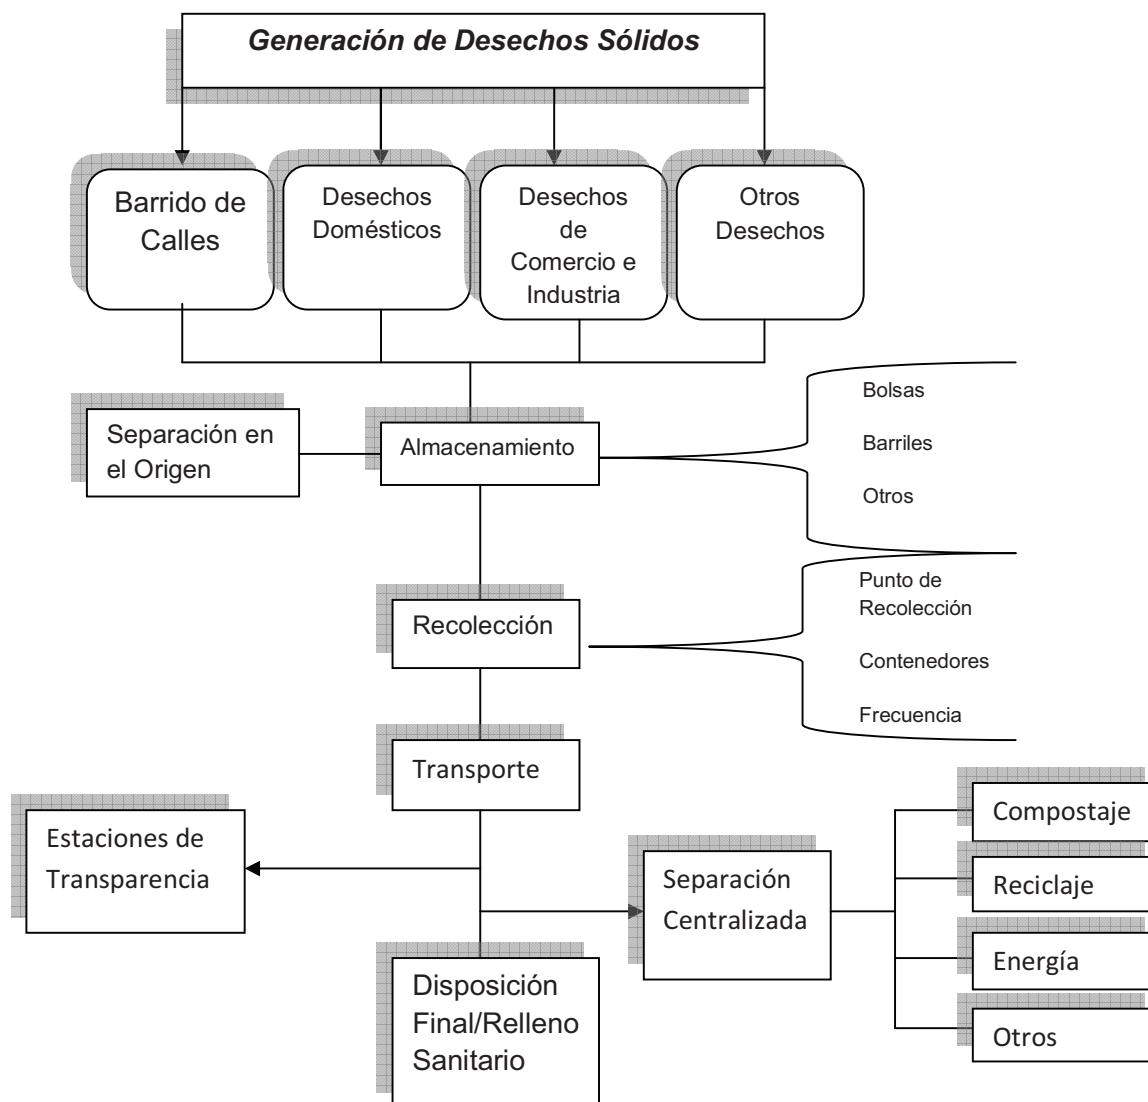 Generación de Desechos Sólidos
Barrido de
Calles
Desechos
Domésticos
Desechos
de
Comercio e
Industria
Otros
Desechos
Separación en
el Origen
Almacenamiento
Bolsas
Barriles
Otros
Recolección
Punto de
Recolección
Contenedores
Frecuencia
Transporte
Estaciones de
Transparencia
Separación
Centralizada
Compostaje
Reciclaje
Energía
Otros
Disposición
Final/Relleno
Sanitario